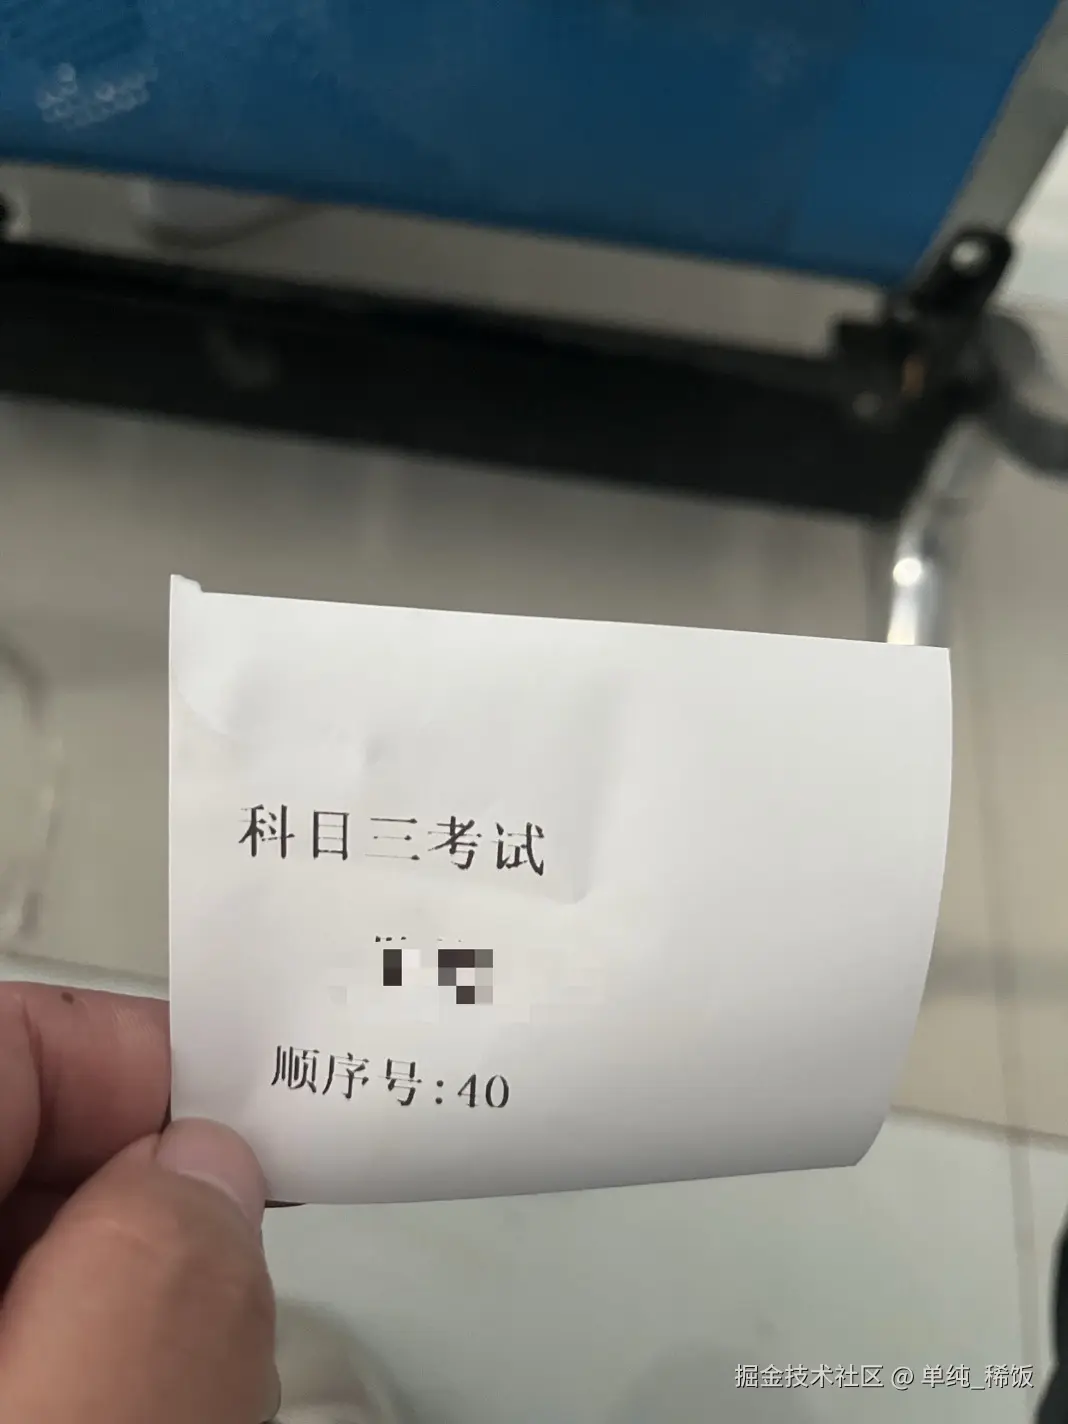 科目三考试
顺序号:40
掘金技术社区 @ 单纯_稀饭